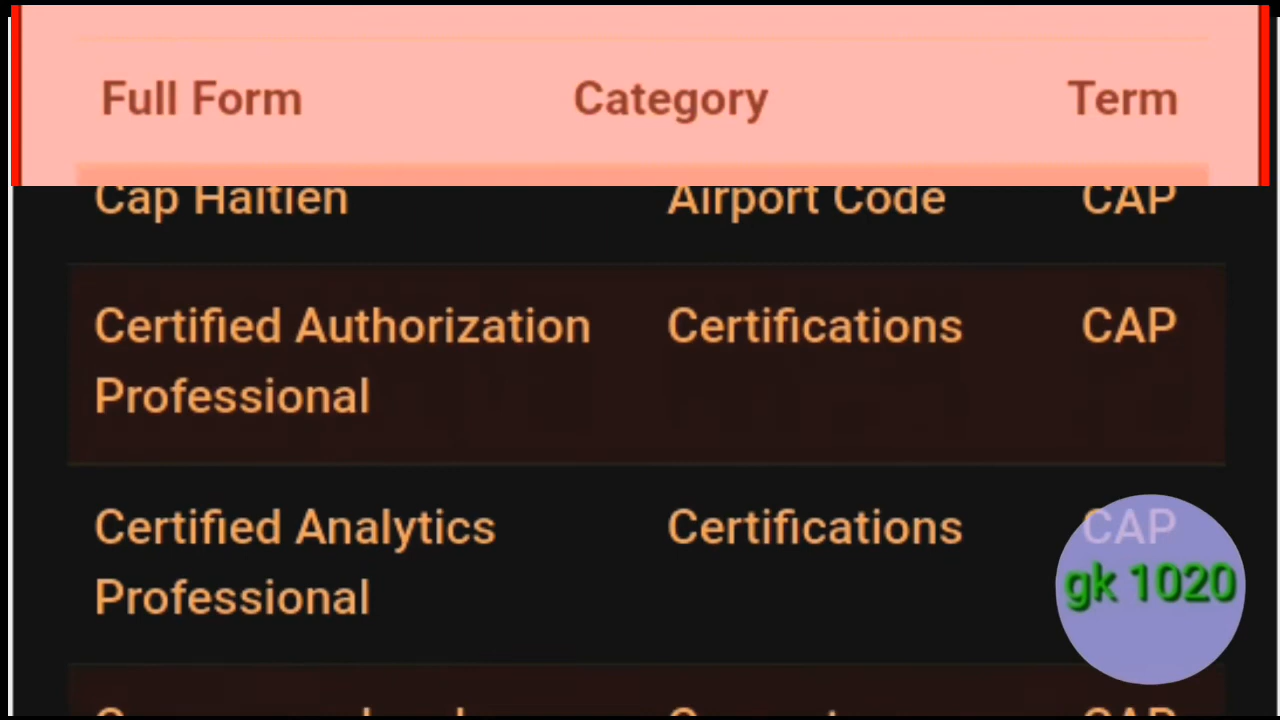 Full Form Category Term
Cap Haitien Airport Code CAP
Certified Authorization Certifications CAP
Professional
Certified Analytics Certifications CAP
Professional
gk 1020